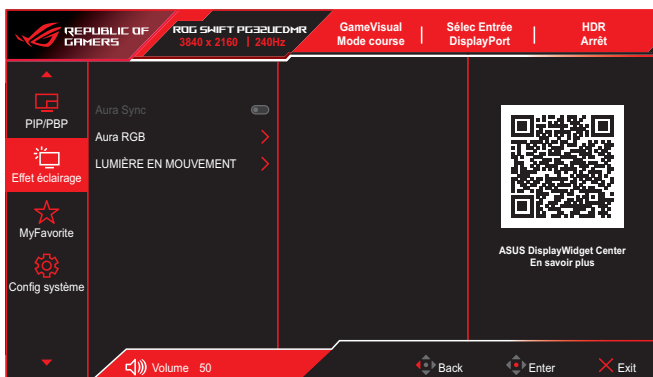 REPUBLIC OF
GAMERS
ROG SWIFT PG32UCDMR
3840 x 2160 | 240Hz
GameVisual
Mode course
Sélec Entrée
DisplayPort
HDR
Arrêt
PIP/PBP
Effet éclairage
MyFavorite
Config système
Aura Sync
Aura RGB
LUMIÈRE EN MOUVEMENT
ASUS DisplayWidget Center
En savoir plus
Volume 50
Back
Enter
Exit